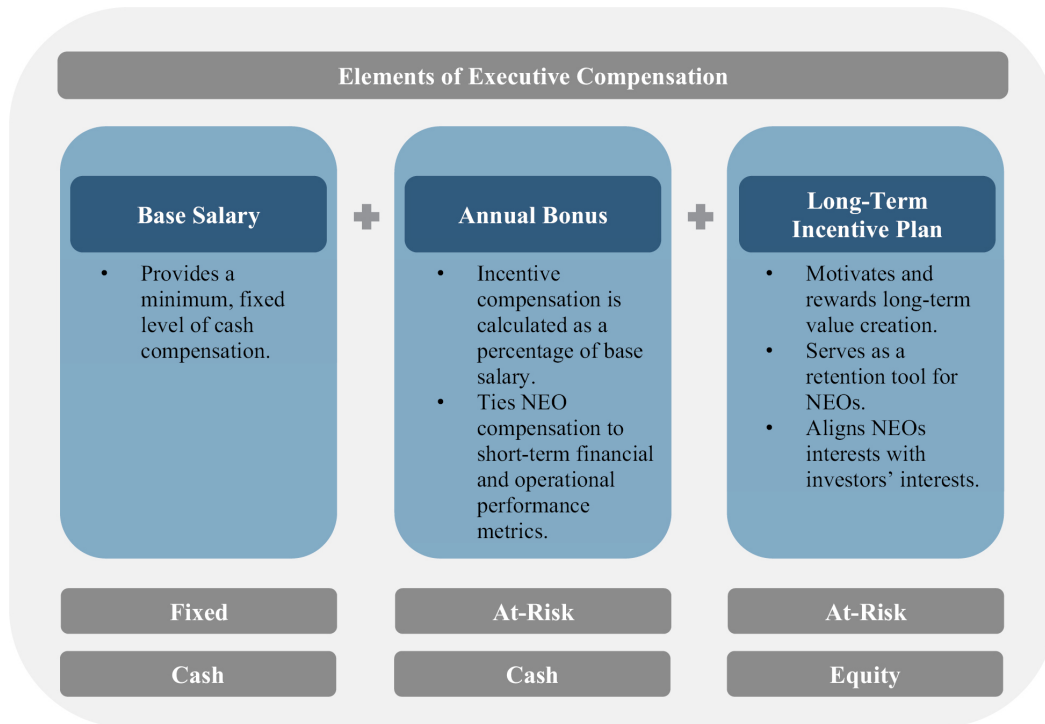 Elements of Executive Compensation
Base Salary
• Provides a
minimum, fixed
level of cash
compensation.
Annual Bonus
• Incentive
compensation is
calculated as a
percentage of base
salary.
• Ties NEO
compensation to
short-term financial
and operational
performance
metrics.
Long-Term
Incentive Plan
• Motivates and
rewards long-term
value creation.
• Serves as a
retention tool for
NEOs.
• Aligns NEOs
interests with
investors’ interests.
Fixed
At-Risk
At-Risk
Cash
Cash
Equity